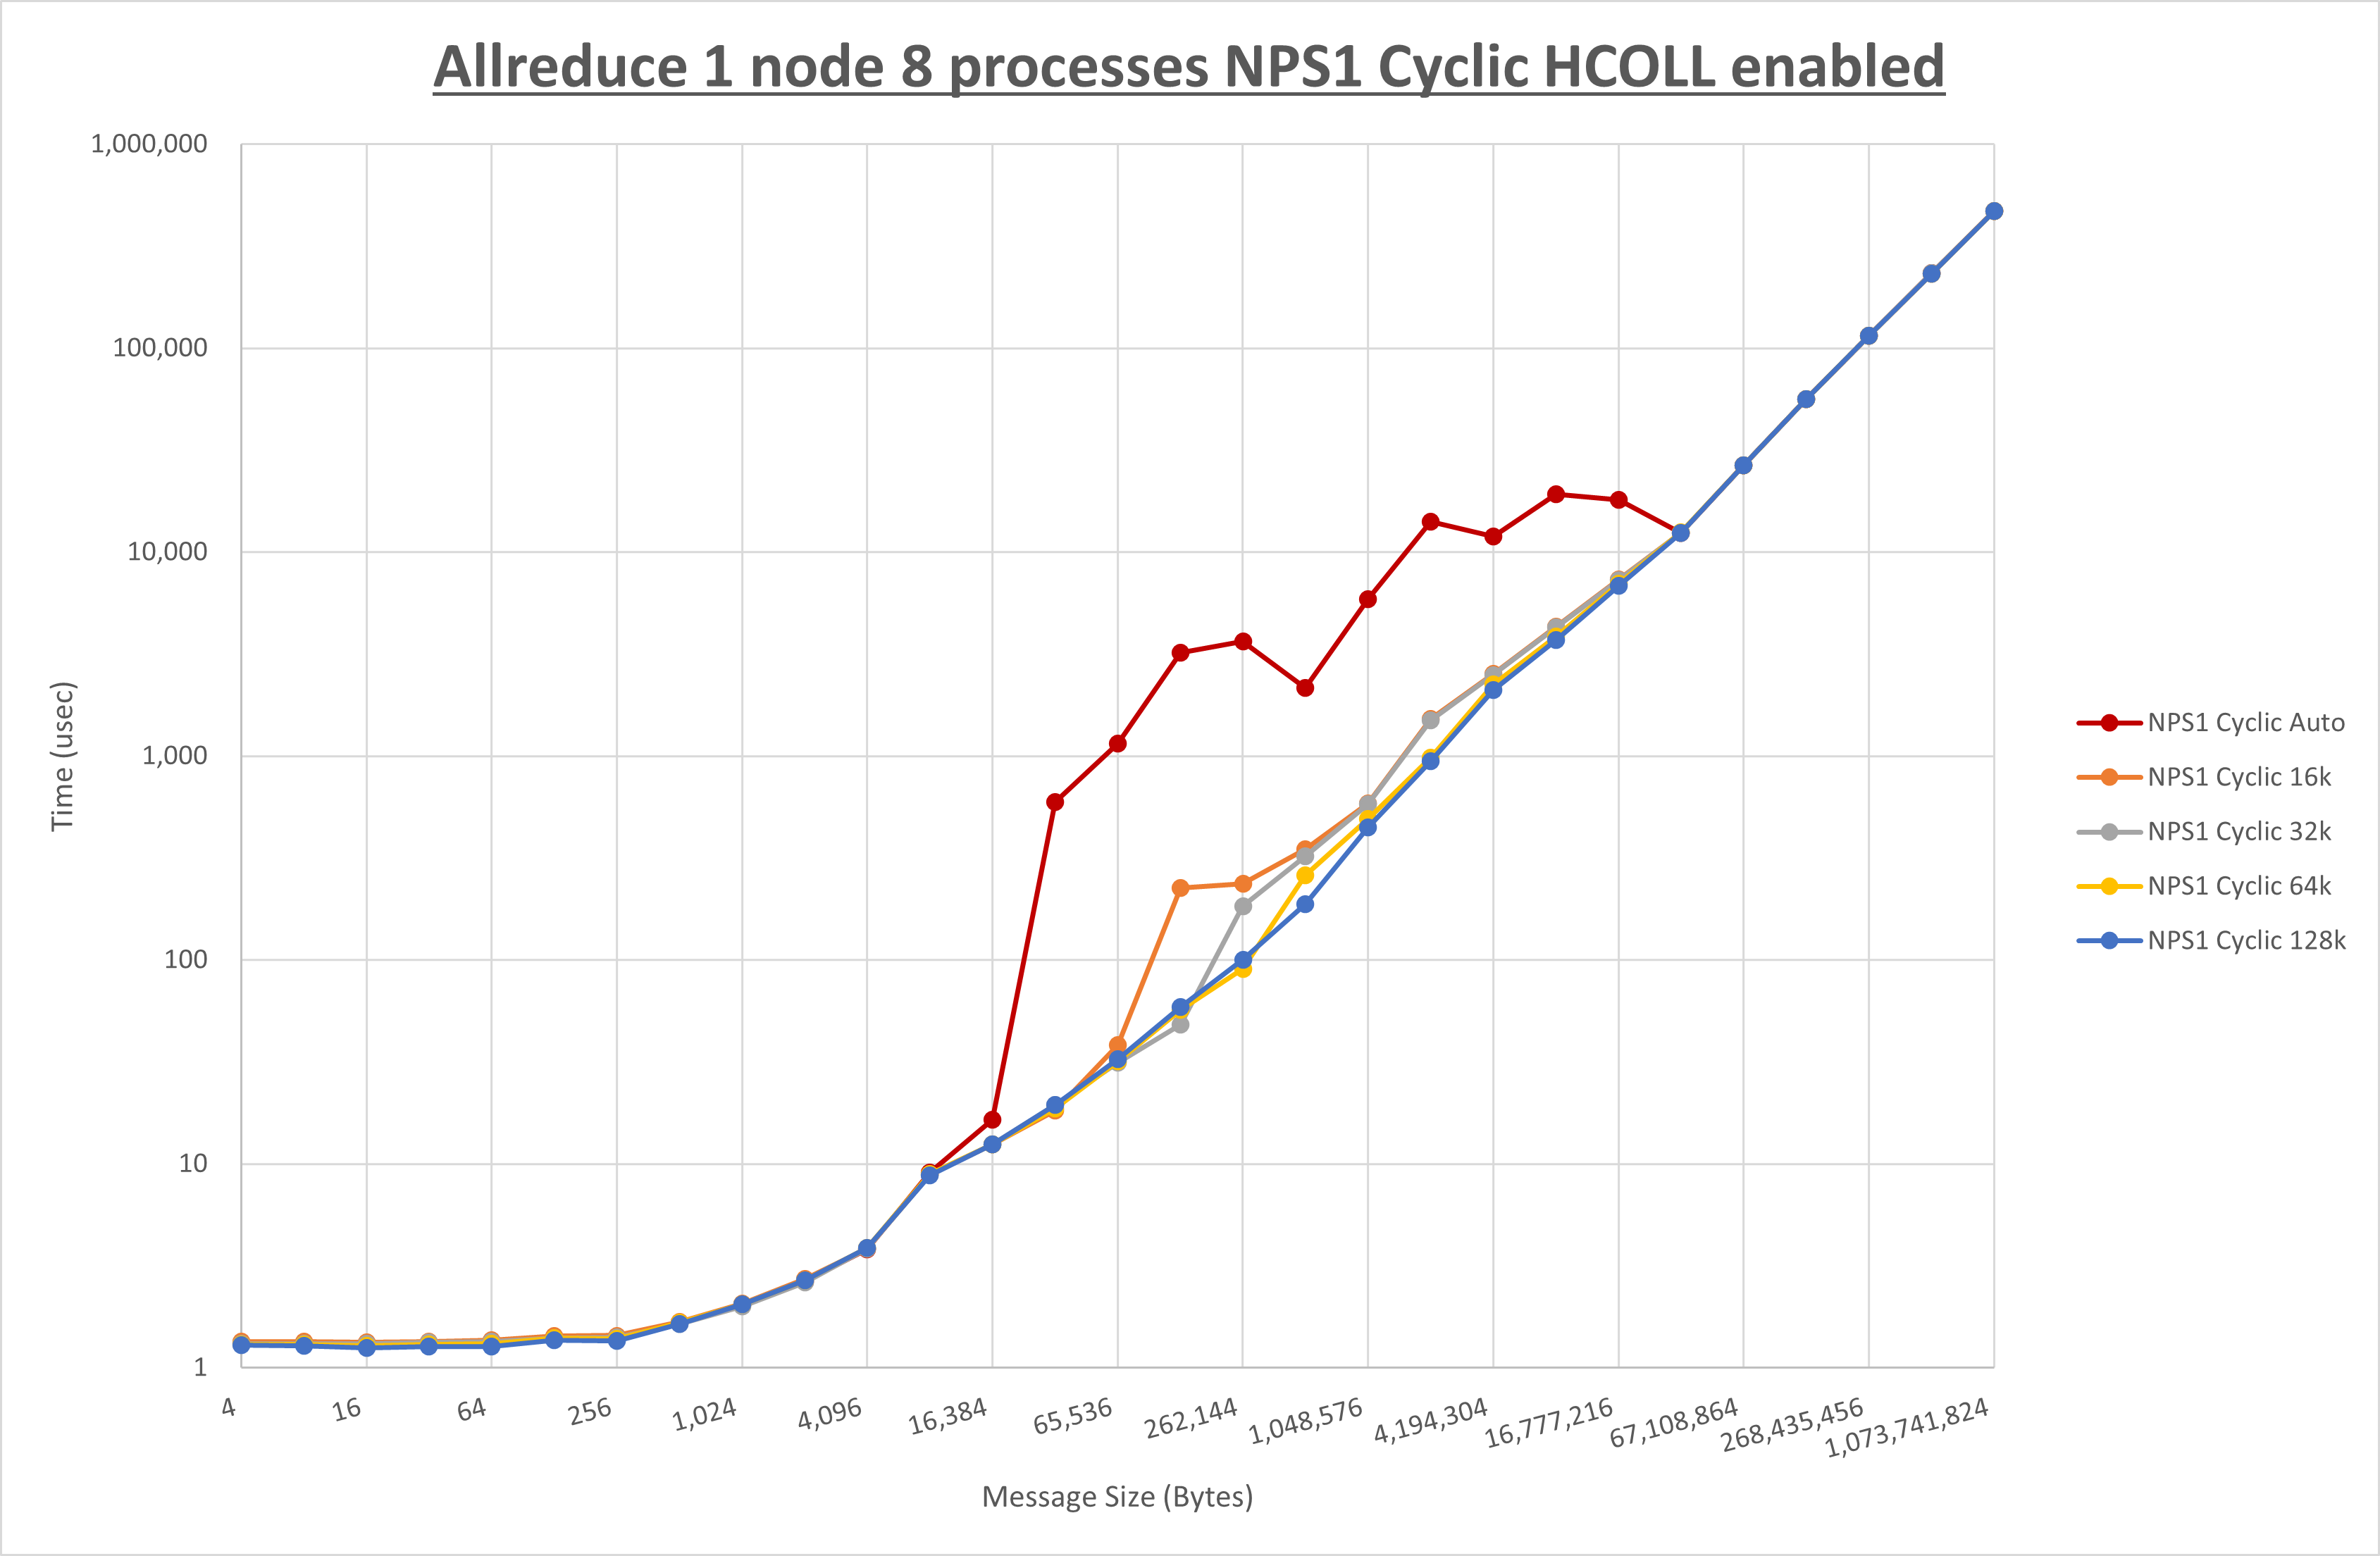 Allreduce 1 node 8 processes NPS1 Cyclic HCOLL enabled
1,000,000
100,000
10,000
1,000
100
10
1
Time (usec)
4
16
64
256
1,024
4,096
16,384
65,536
262,144
1,048,576
4,194,304
16,777,216
67,108,864
268,435,456
1,073,741,824
Message Size (Bytes)
NPS1 Cyclic Auto
NPS1 Cyclic 16k
NPS1 Cyclic 32k
NPS1 Cyclic 64k
NPS1 Cyclic 128k